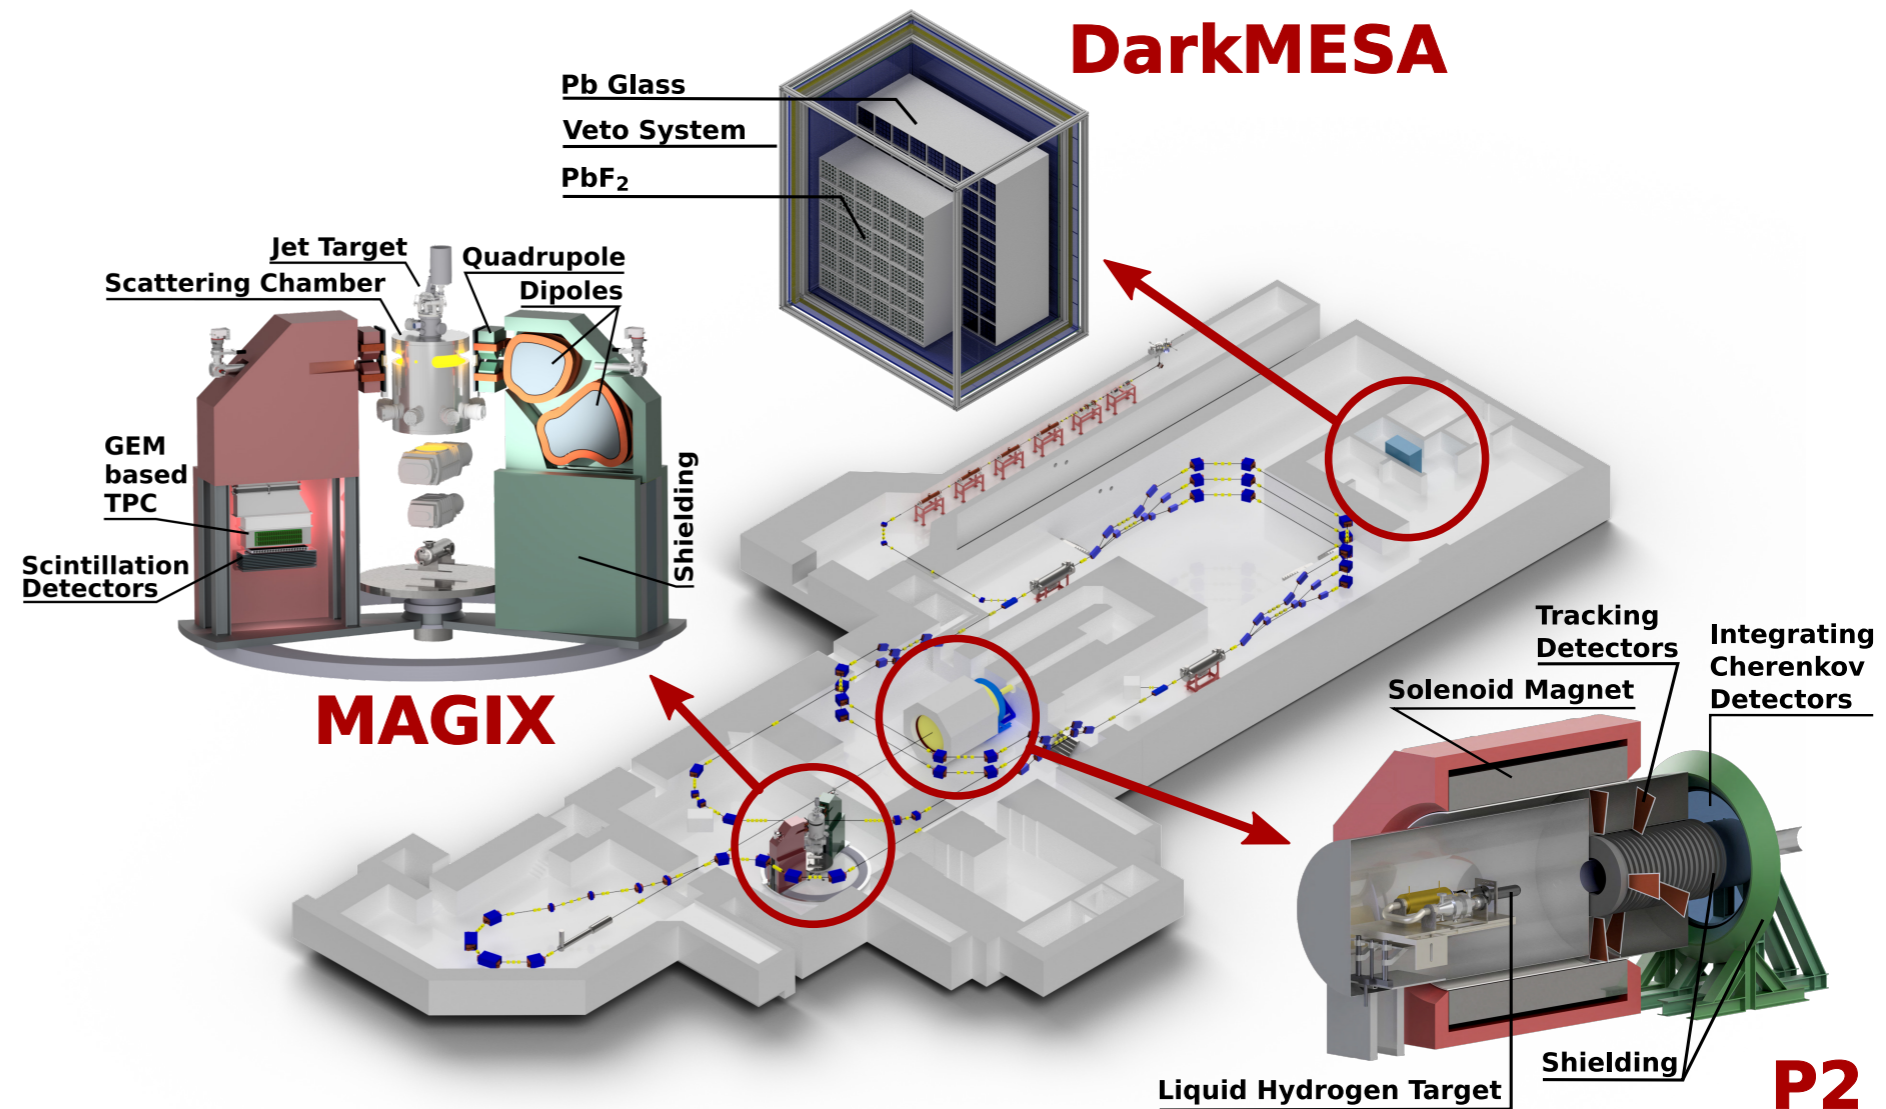 DarkMESA
Pb Glass
Veto System
PbF₂
Jet Target
Scattering Chamber
Quadrupole
Dipoles
GEM
based
TPC
Scintillation
Detectors
Shielding
MAGIX
Tracking
Detectors
Integrating
Cherenkov
Detectors
Solenoid Magnet
Shielding
Liquid Hydrogen Target
P2